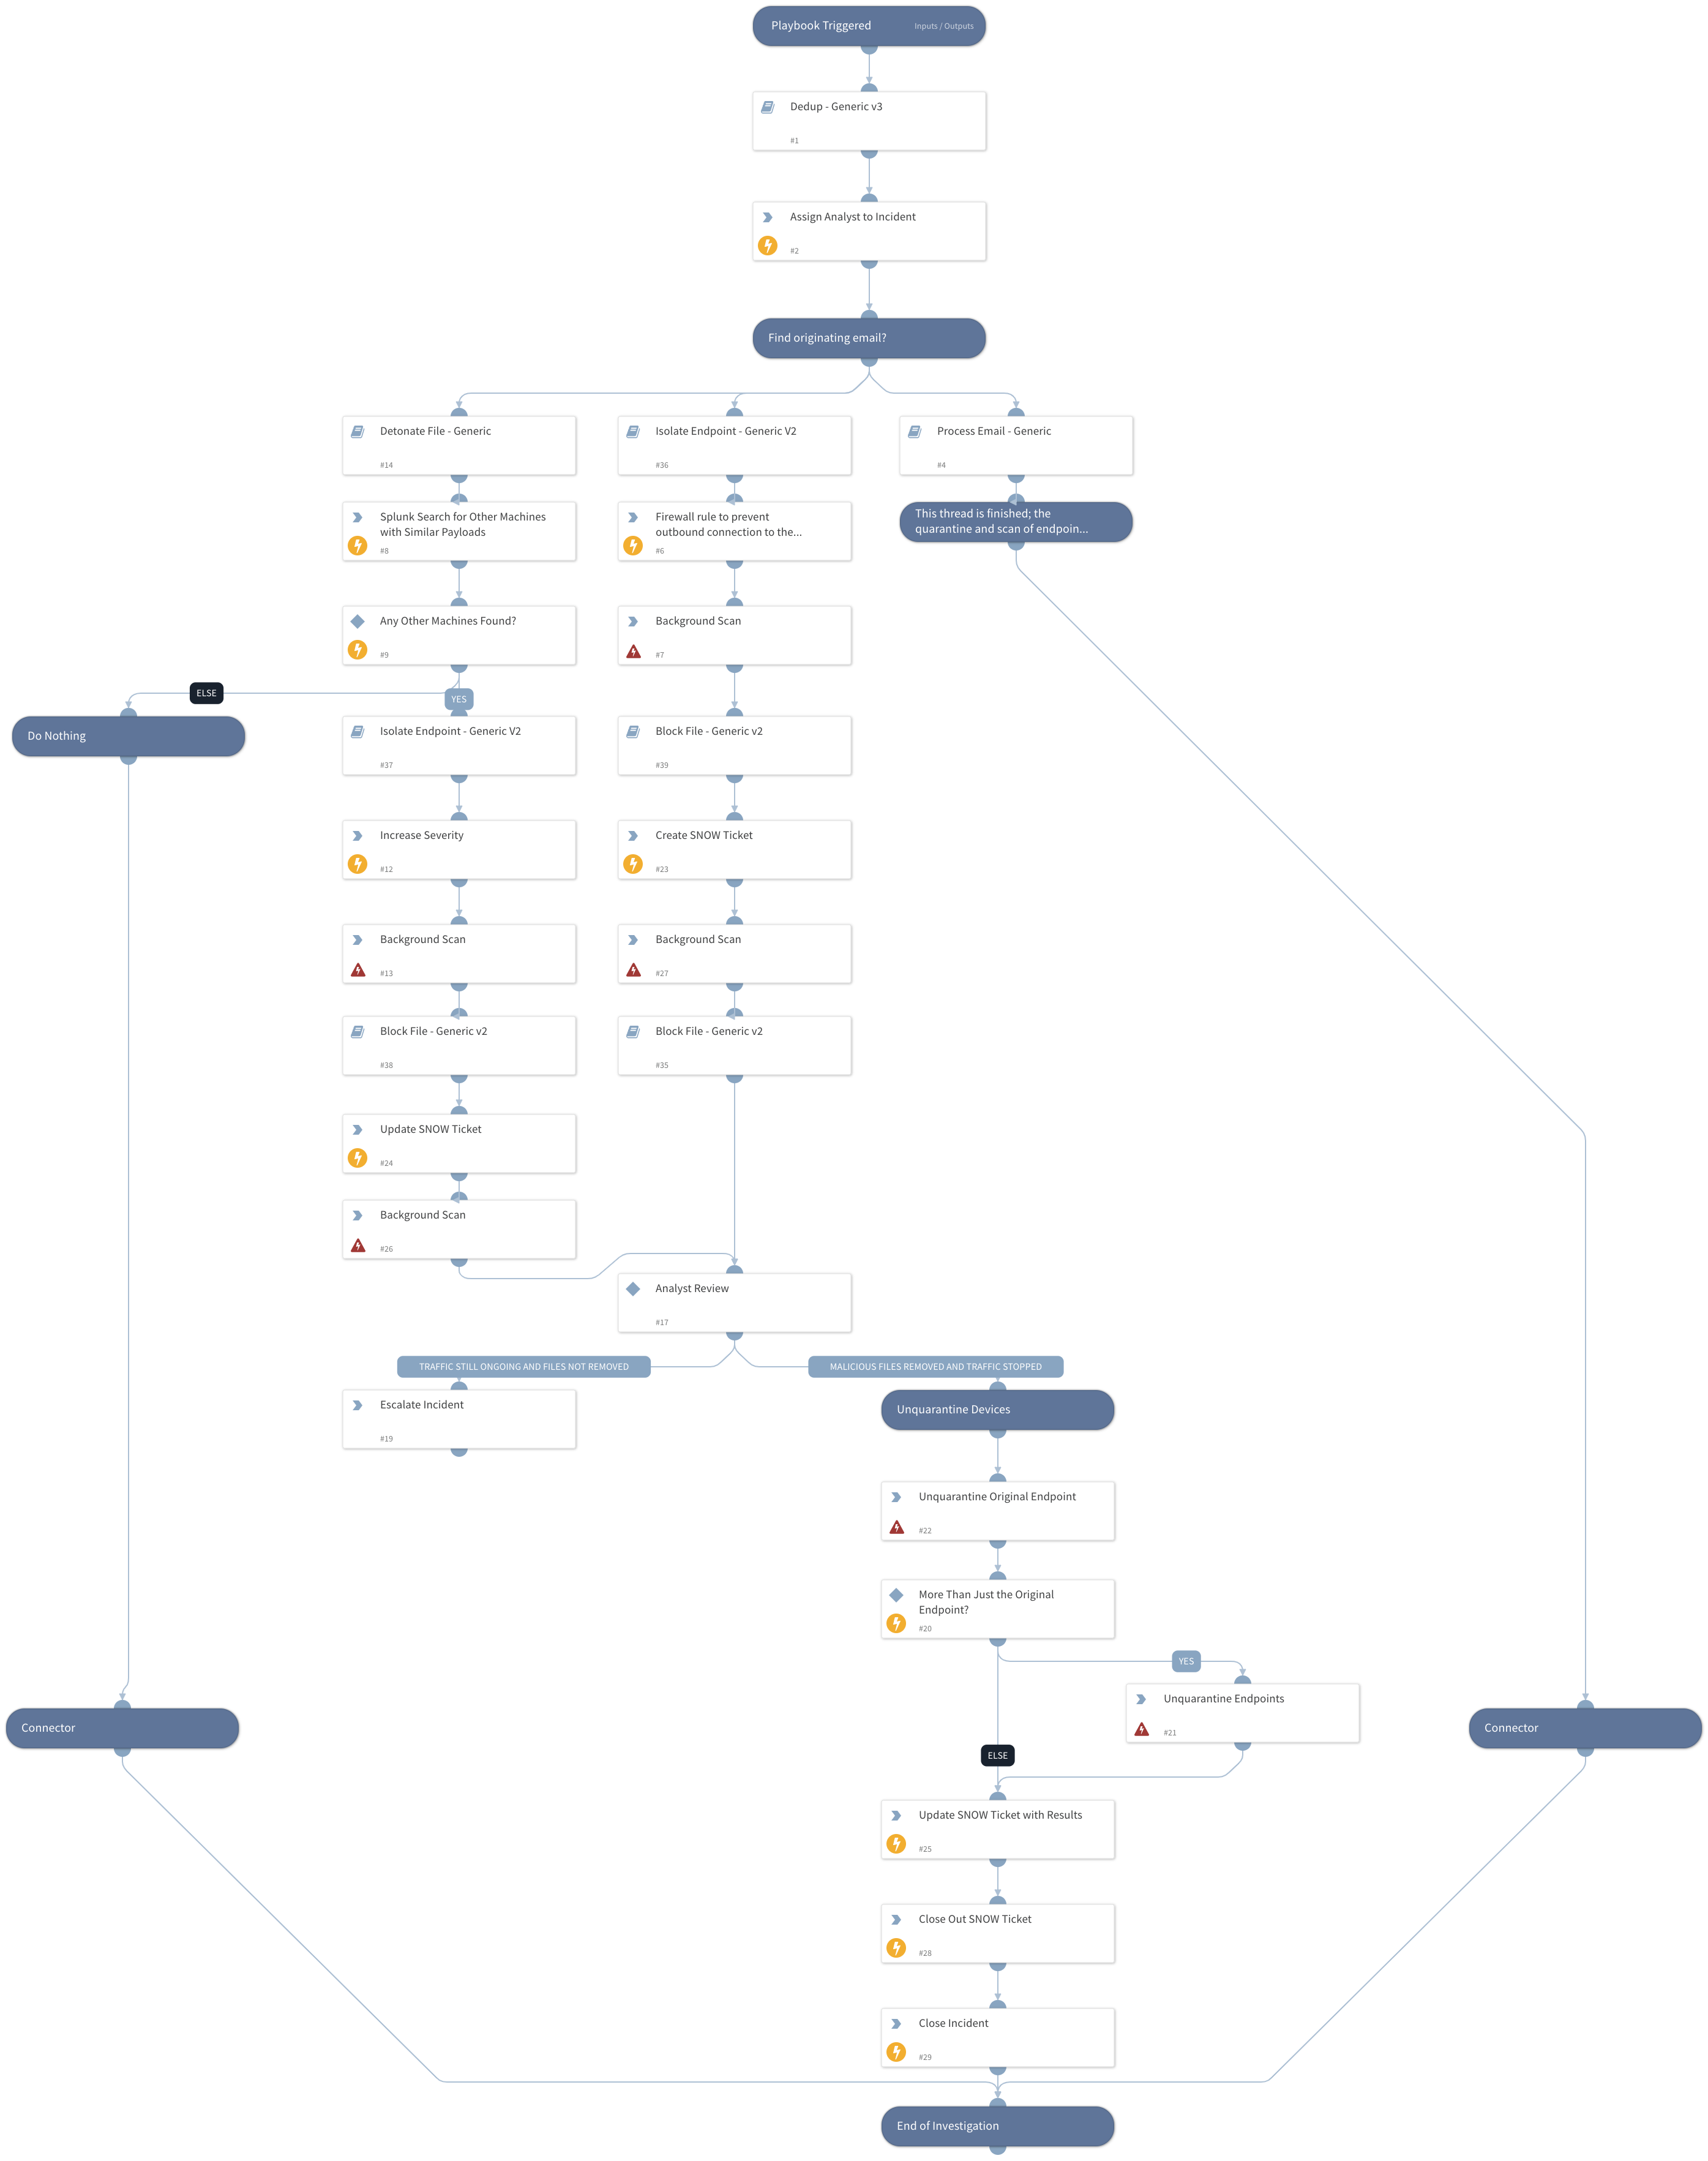 Playbook Triggered
Inputs / Outputs
Dedup - Generic v3
#1
Assign Analyst to Incident
#2
Find originating email?
Detonate File - Generic
#14
Isolate Endpoint - Generic V2
#36
Process Email - Generic
#4
Splunk Search for Other Machines
with Similar Payloads
#8
Firewall rule to prevent
outbound connection to the...
#6
This thread is finished; the
quarantine and scan of endpoin...
Any Other Machines Found?
#9
Background Scan
#7
ELSE
YES
Do Nothing
Isolate Endpoint - Generic V2
#37
Block File - Generic v2
#39
Increase Severity
#12
Create SNOW Ticket
#23
Background Scan
#13
Background Scan
#27
Block File - Generic v2
#38
Block File - Generic v2
#35
Update SNOW Ticket
#24
Background Scan
#26
Analyst Review
#17
TRAFFIC STILL ONGOING AND FILES NOT REMOVED
MALICIOUS FILES REMOVED AND TRAFFIC STOPPED
Escalate Incident
#19
Unquarantine Devices
Unquarantine Original Endpoint
#22
More Than Just the Original
Endpoint?
#20
YES
Unquarantine Endpoints
#21
Connector
Connector
ELSE
Update SNOW Ticket with Results
#25
Close Out SNOW Ticket
#28
Close Incident
#29
End of Investigation